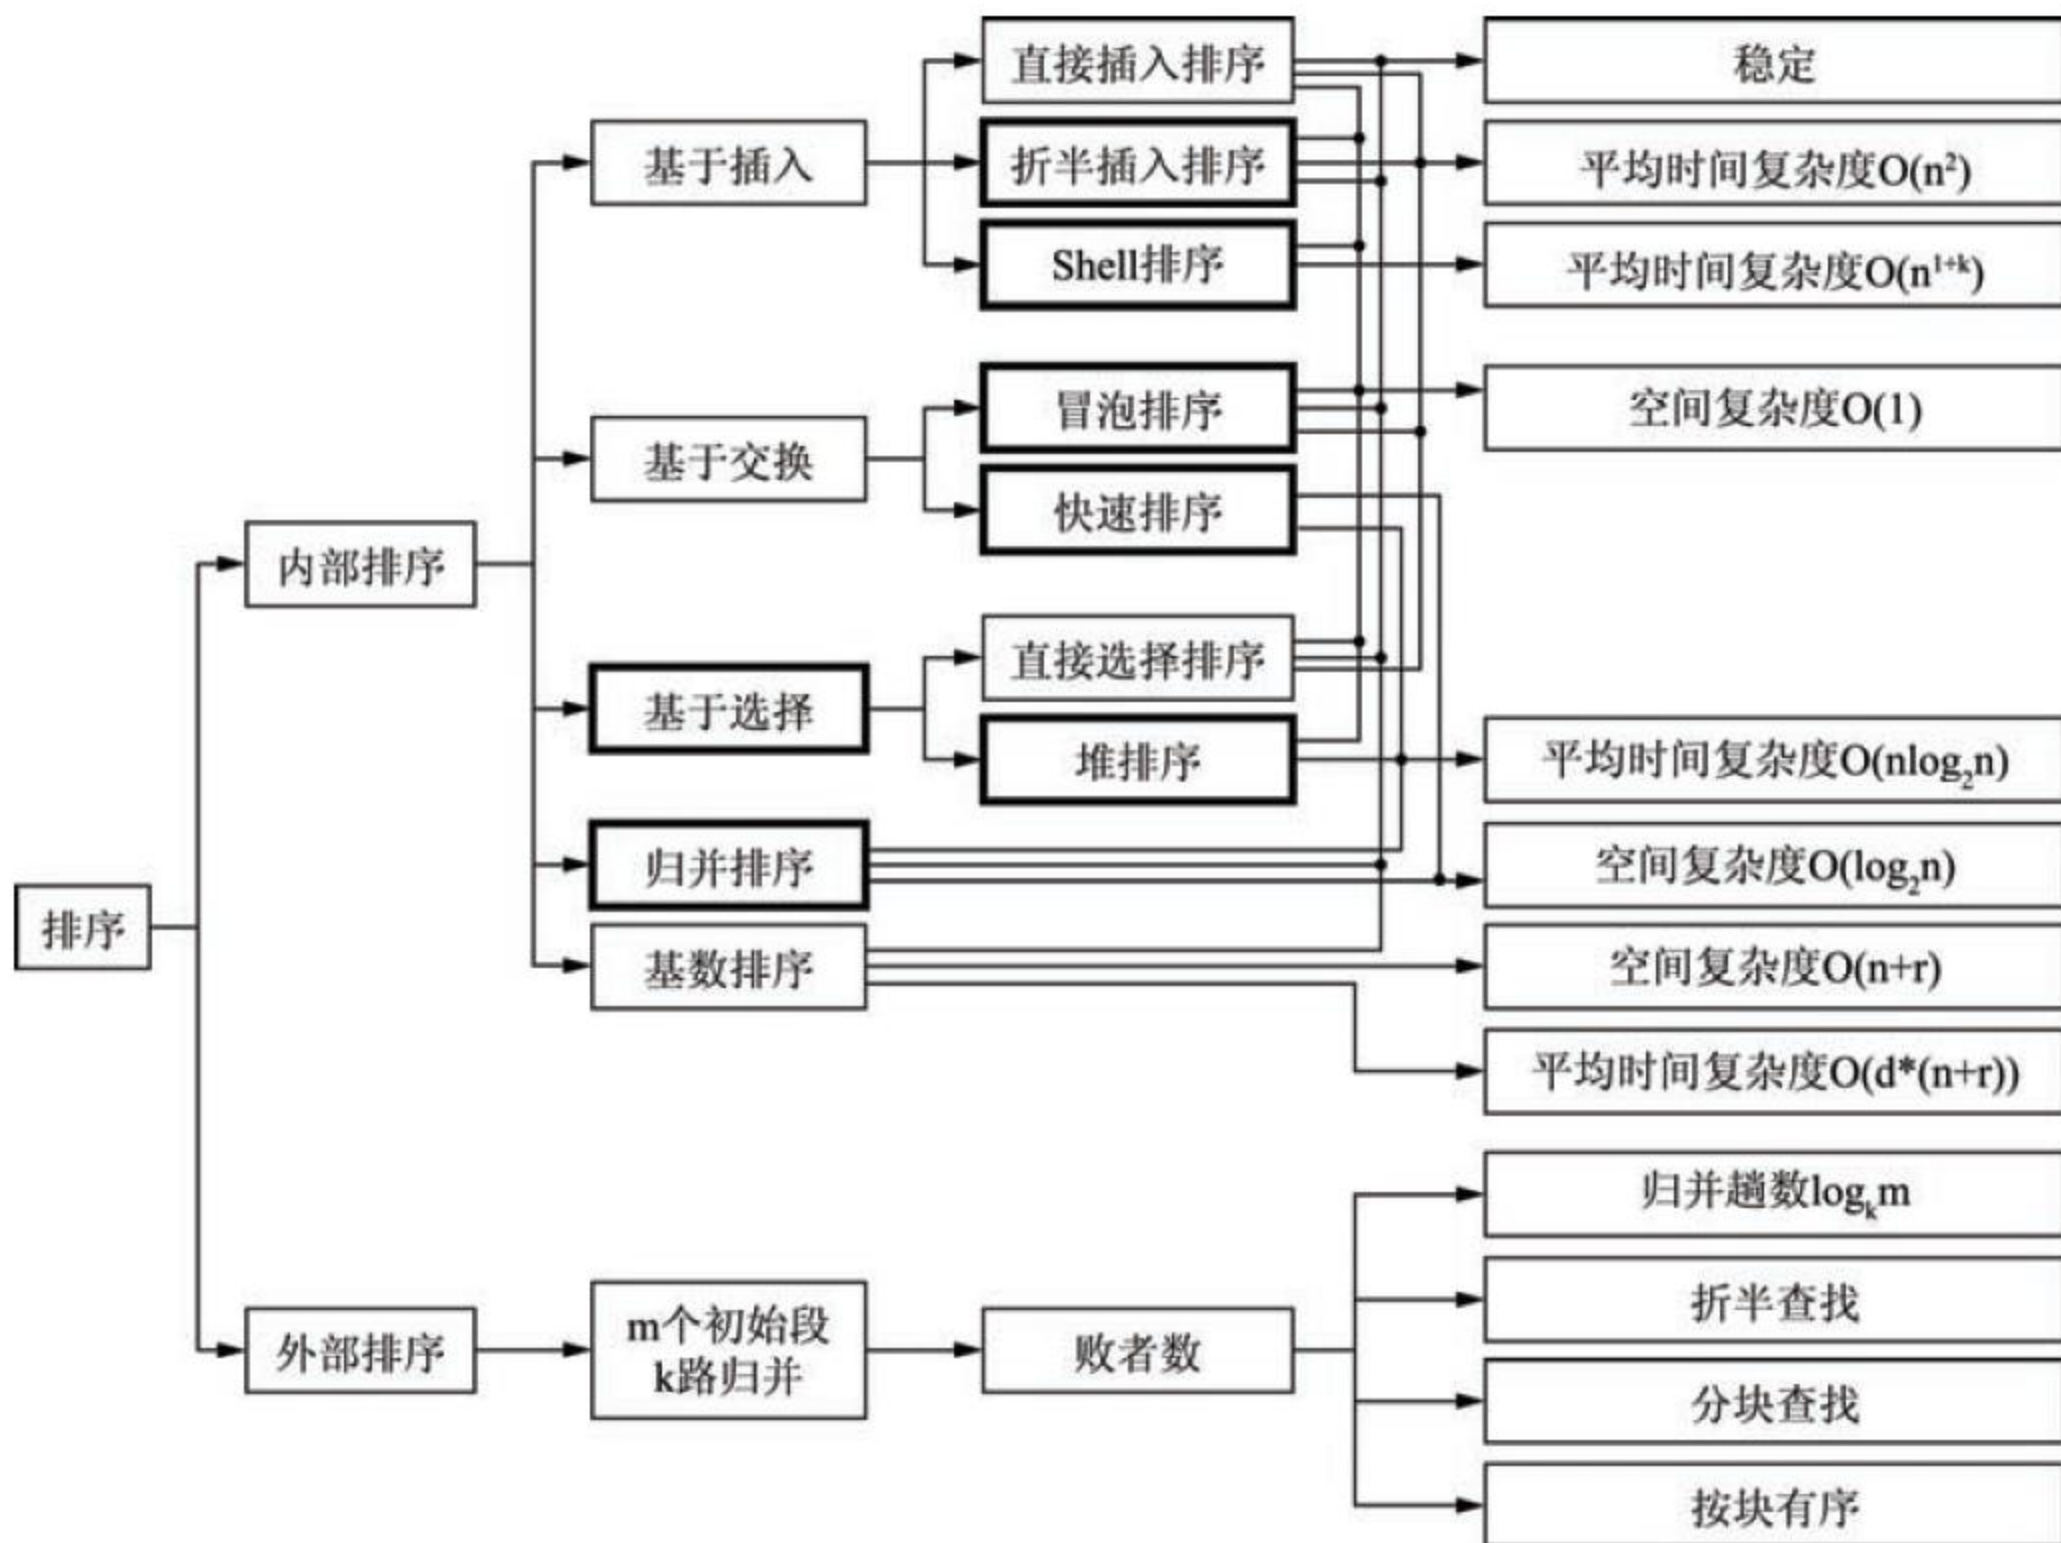 排序
内部排序
外部排序
基于插入
基于交换
基于选择
归并排序
基数排序
m个初始段
k路归并
直接插入排序
折半插入排序
Shell排序
冒泡排序
快速排序
直接选择排序
堆排序
败者数
稳定
平均时间复杂度O(n²)
平均时间复杂度O(n¹⁺ᵏ)
空间复杂度O(1)
平均时间复杂度O(nlog₂n)
空间复杂度O(log₂n)
空间复杂度O(n+r)
平均时间复杂度O(d*(n+r))
归并趟数logₖm
折半查找
分块查找
按块有序